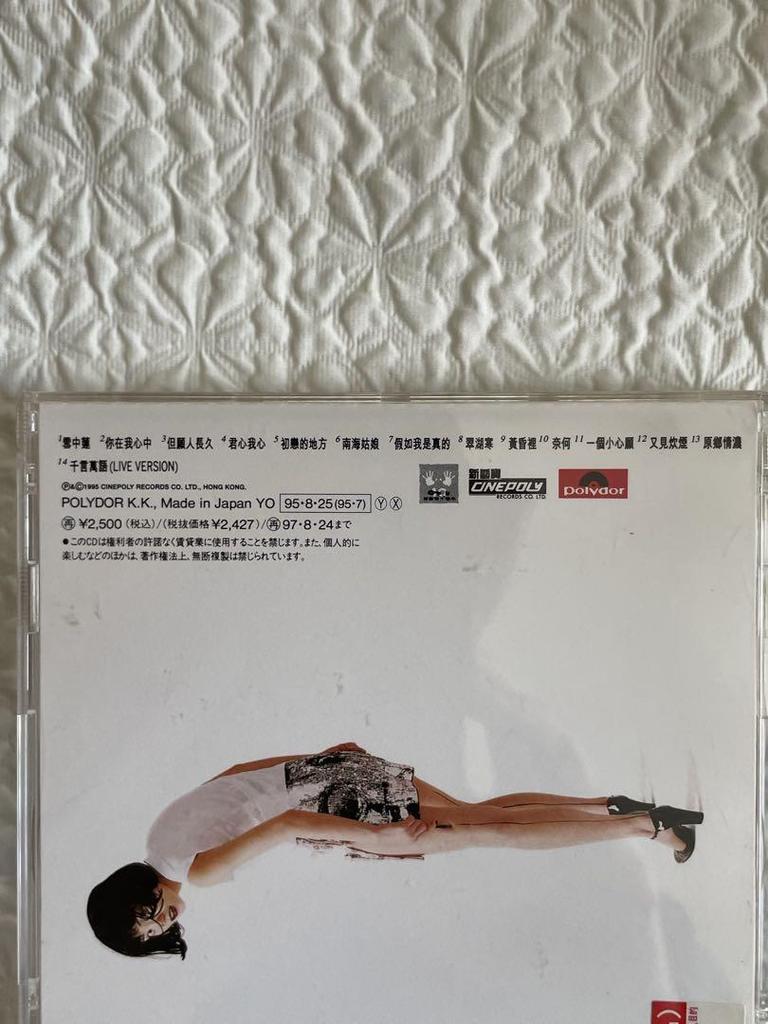 1雪中蓮 2你在我心中 3但願人長久 4君心我心 5初戀的地方 6南海姑娘 7假如我是真的 8翠湖寒 9黃昏裡 10奈何 11一個小心願 12又見炊煙 13原鄉情濃
14千言萬語(LIVE VERSION)
℗&©1995 CINEPOLY RECORDS CO. LTD., HONG KONG.
POLYDOR K.K., Made in Japan YO 95・8・25(95・7) Ⓨ Ⓧ
再 ¥2,500(税込)/(税抜価格¥2,427)/再97・8・24まで
●このCDは権利者の許諾なく賃貸業に使用することを禁じます。また、個人的に
楽しむなどのほかは、著作権法上、無断複製は禁じられています。
新藝寶
CINEPOLY
RECORDS CO. LTD.
polydor
目的